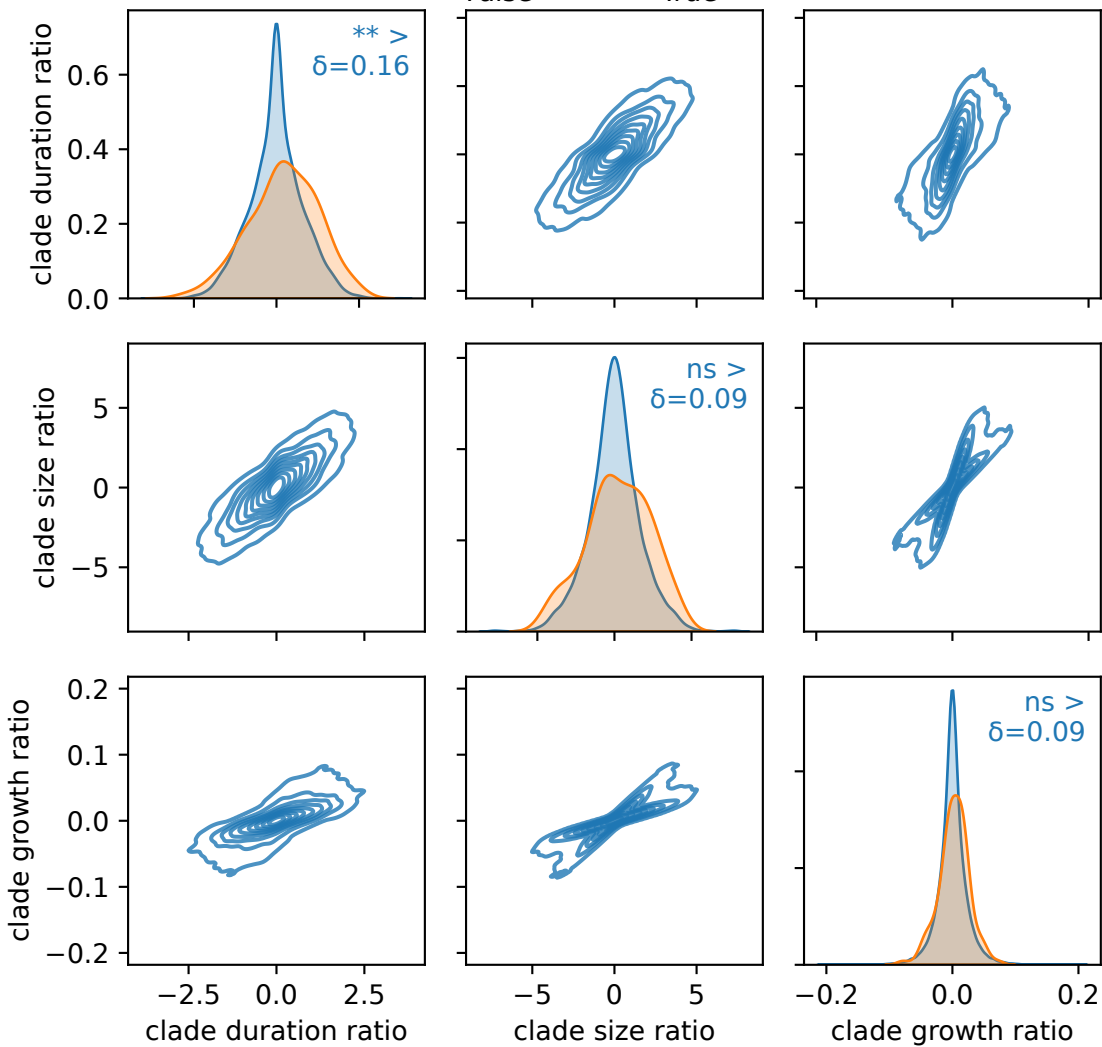 clade duration ratio
0.6
0.4
0.2
0.0
** >
δ=0.16
clade size ratio
5
0
−5
ns >
δ=0.09
clade growth ratio
0.2
0.1
0.0
−0.1
−0.2
ns >
δ=0.09
−2.5 0.0 2.5
−5 0 5
−0.2 0.0 0.2
clade duration ratio
clade size ratio
clade growth ratio